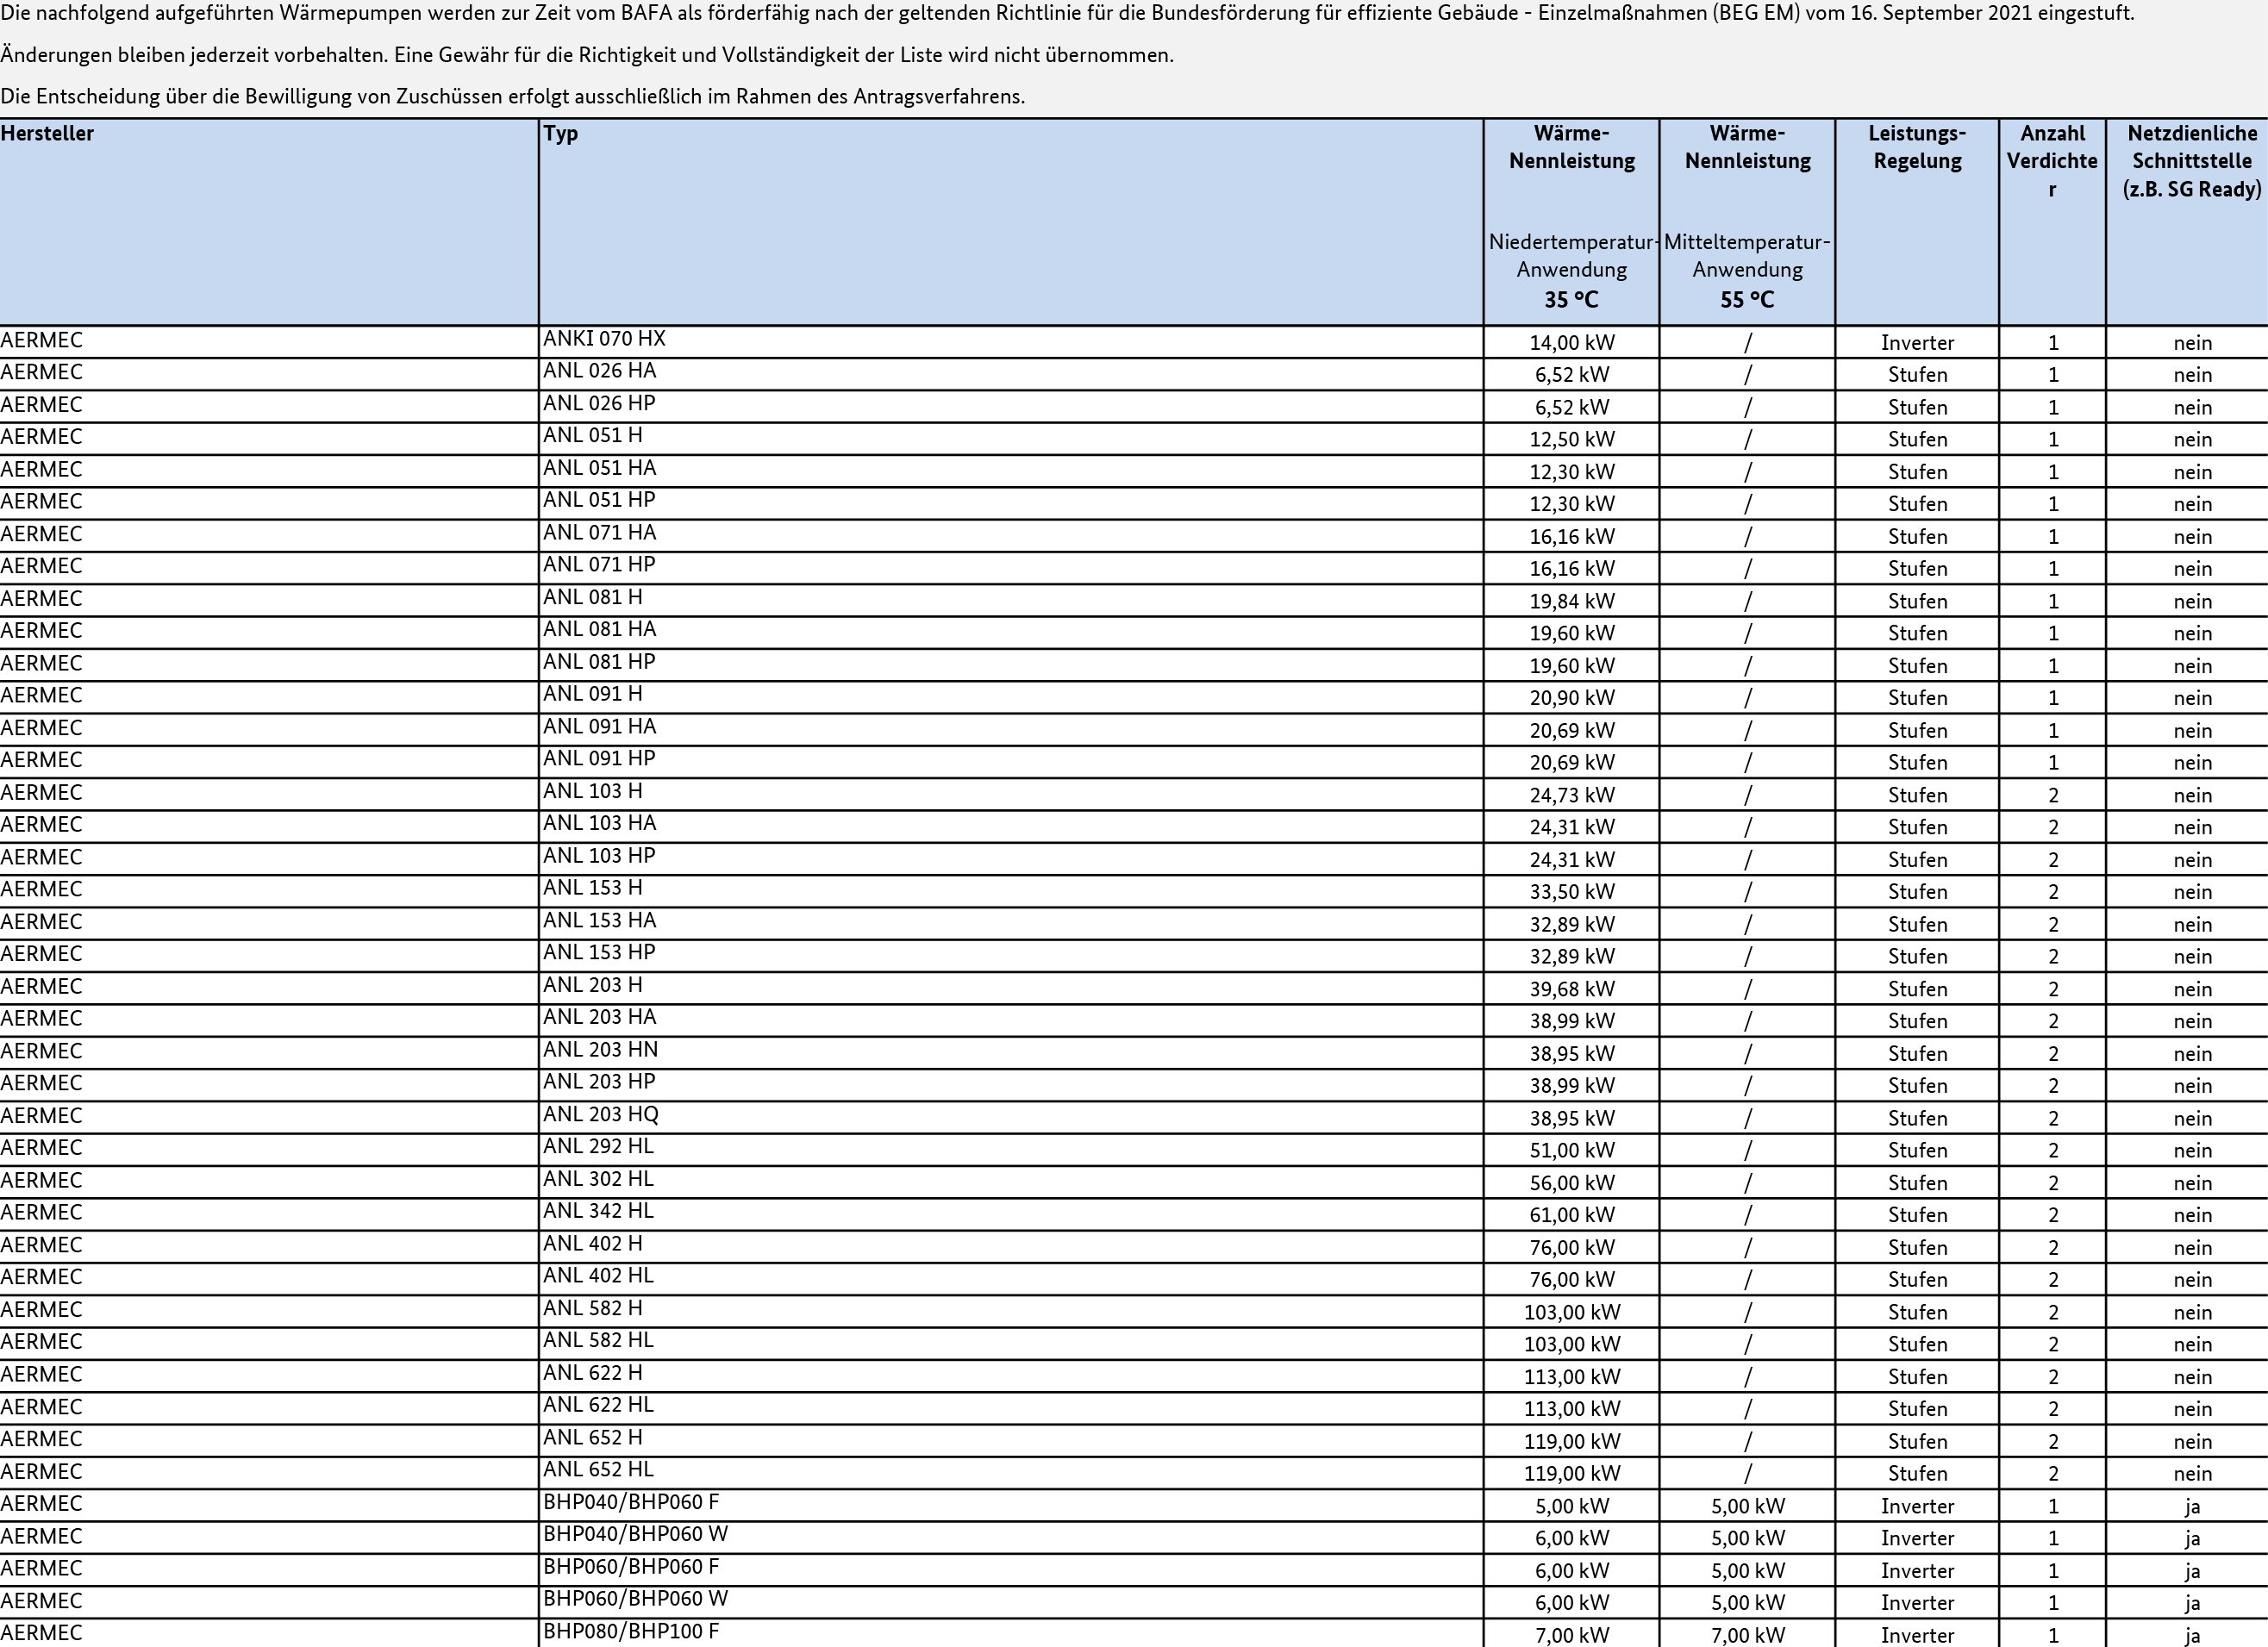 Die nachfolgend aufgeführten Wärmepumpen werden zur Zeit vom BAFA als förderfähig nach der geltenden Richtlinie für die Bundesförderung für effiziente Gebäude - Einzelmaßnahmen (BEG EM) vom 16. September 2021 eingestuft.
Änderungen bleiben jederzeit vorbehalten. Eine Gewähr für die Richtigkeit und Vollständigkeit der Liste wird nicht übernommen.
Die Entscheidung über die Bewilligung von Zuschüssen erfolgt ausschließlich im Rahmen des Antragsverfahrens.
Hersteller Typ Wärme- Wärme- Leistungs- Anzahl Netzdienliche
Nennleistung Nennleistung Regelung Verdichte Schnittstelle
r (z.B. SG Ready)
Niedertemperatur- Mitteltemperatur-
Anwendung Anwendung
35 °C 55 °C
AERMEC ANKI 070 HX 14,00 kW / Inverter 1 nein
AERMEC ANL 026 HA 6,52 kW / Stufen 1 nein
AERMEC ANL 026 HP 6,52 kW / Stufen 1 nein
AERMEC ANL 051 H 12,50 kW / Stufen 1 nein
AERMEC ANL 051 HA 12,30 kW / Stufen 1 nein
AERMEC ANL 051 HP 12,30 kW / Stufen 1 nein
AERMEC ANL 071 HA 16,16 kW / Stufen 1 nein
AERMEC ANL 071 HP 16,16 kW / Stufen 1 nein
AERMEC ANL 081 H 19,84 kW / Stufen 1 nein
AERMEC ANL 081 HA 19,60 kW / Stufen 1 nein
AERMEC ANL 081 HP 19,60 kW / Stufen 1 nein
AERMEC ANL 091 H 20,90 kW / Stufen 1 nein
AERMEC ANL 091 HA 20,69 kW / Stufen 1 nein
AERMEC ANL 091 HP 20,69 kW / Stufen 1 nein
AERMEC ANL 103 H 24,73 kW / Stufen 2 nein
AERMEC ANL 103 HA 24,31 kW / Stufen 2 nein
AERMEC ANL 103 HP 24,31 kW / Stufen 2 nein
AERMEC ANL 153 H 33,50 kW / Stufen 2 nein
AERMEC ANL 153 HA 32,89 kW / Stufen 2 nein
AERMEC ANL 153 HP 32,89 kW / Stufen 2 nein
AERMEC ANL 203 H 39,68 kW / Stufen 2 nein
AERMEC ANL 203 HA 38,99 kW / Stufen 2 nein
AERMEC ANL 203 HN 38,95 kW / Stufen 2 nein
AERMEC ANL 203 HP 38,99 kW / Stufen 2 nein
AERMEC ANL 203 HQ 38,95 kW / Stufen 2 nein
AERMEC ANL 292 HL 51,00 kW / Stufen 2 nein
AERMEC ANL 302 HL 56,00 kW / Stufen 2 nein
AERMEC ANL 342 HL 61,00 kW / Stufen 2 nein
AERMEC ANL 402 H 76,00 kW / Stufen 2 nein
AERMEC ANL 402 HL 76,00 kW / Stufen 2 nein
AERMEC ANL 582 H 103,00 kW / Stufen 2 nein
AERMEC ANL 582 HL 103,00 kW / Stufen 2 nein
AERMEC ANL 622 H 113,00 kW / Stufen 2 nein
AERMEC ANL 622 HL 113,00 kW / Stufen 2 nein
AERMEC ANL 652 H 119,00 kW / Stufen 2 nein
AERMEC ANL 652 HL 119,00 kW / Stufen 2 nein
AERMEC BHP040/BHP060 F 5,00 kW 5,00 kW Inverter 1 ja
AERMEC BHP040/BHP060 W 6,00 kW 5,00 kW Inverter 1 ja
AERMEC BHP060/BHP060 F 6,00 kW 5,00 kW Inverter 1 ja
AERMEC BHP060/BHP060 W 6,00 kW 5,00 kW Inverter 1 ja
AERMEC BHP080/BHP100 F 7,00 kW 7,00 kW Inverter 1 ja